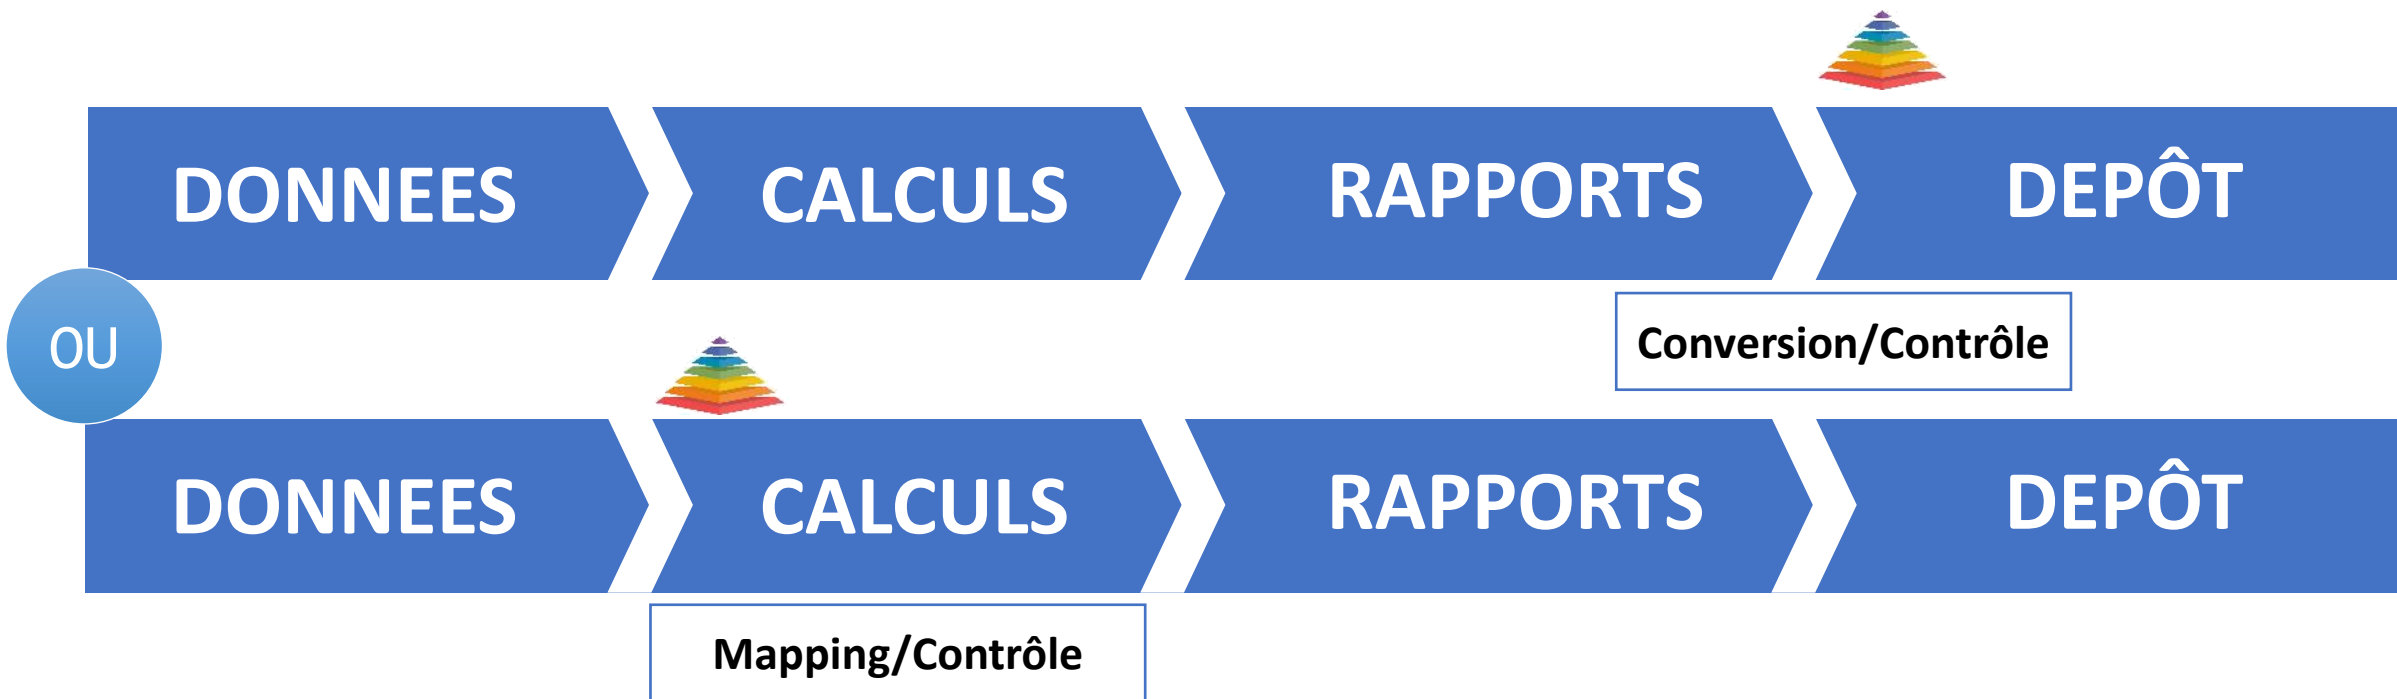 DONNEES
CALCULS
RAPPORTS
DEPÔT
Conversion/Contrôle
OU
DONNEES
CALCULS
RAPPORTS
DEPÔT
Mapping/Contrôle